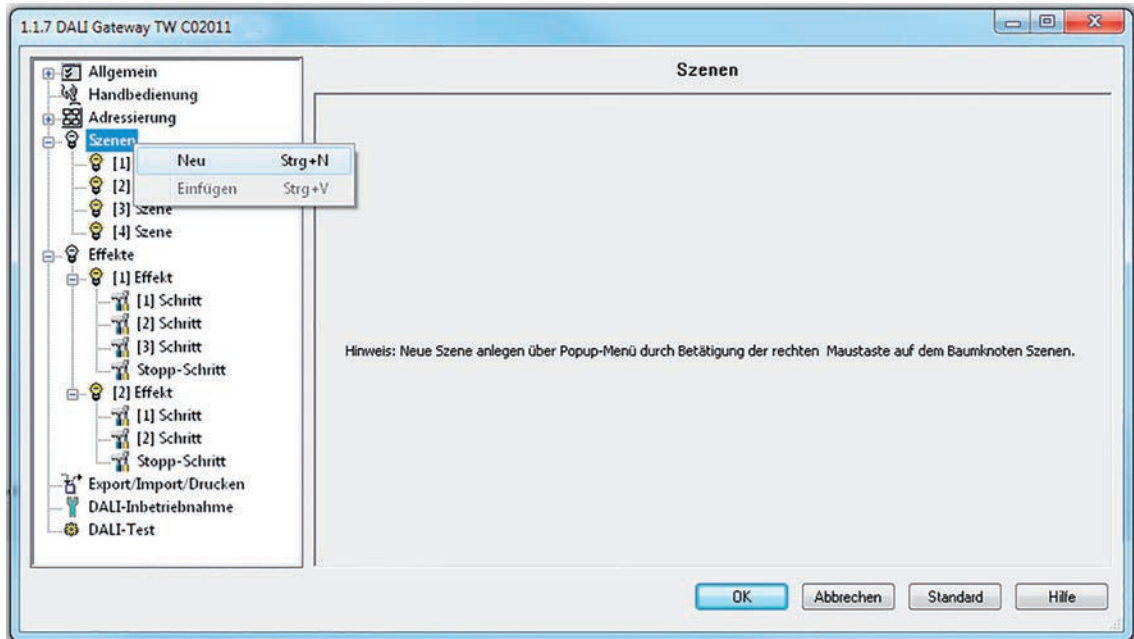 1.1.7 DALI Gateway TW C02011
Allgemein
Handbedienung
Adressierung
Szenen
[1]
[2]
[3] Szene
[4] Szene
Neu Strg+N
Einfügen Strg+V
Effekte
[1] Effekt
[1] Schritt
[2] Schritt
[3] Schritt
Stopp-Schritt
[2] Effekt
[1] Schritt
[2] Schritt
Stopp-Schritt
Export/Import/Drucken
DALI-Inbetriebnahme
DALI-Test
Szenen
Hinweis: Neue Szene anlegen über Popup-Menü durch Betätigung der rechten Maustaste auf dem Baumknoten Szenen.
OK Abbrechen Standard Hilfe